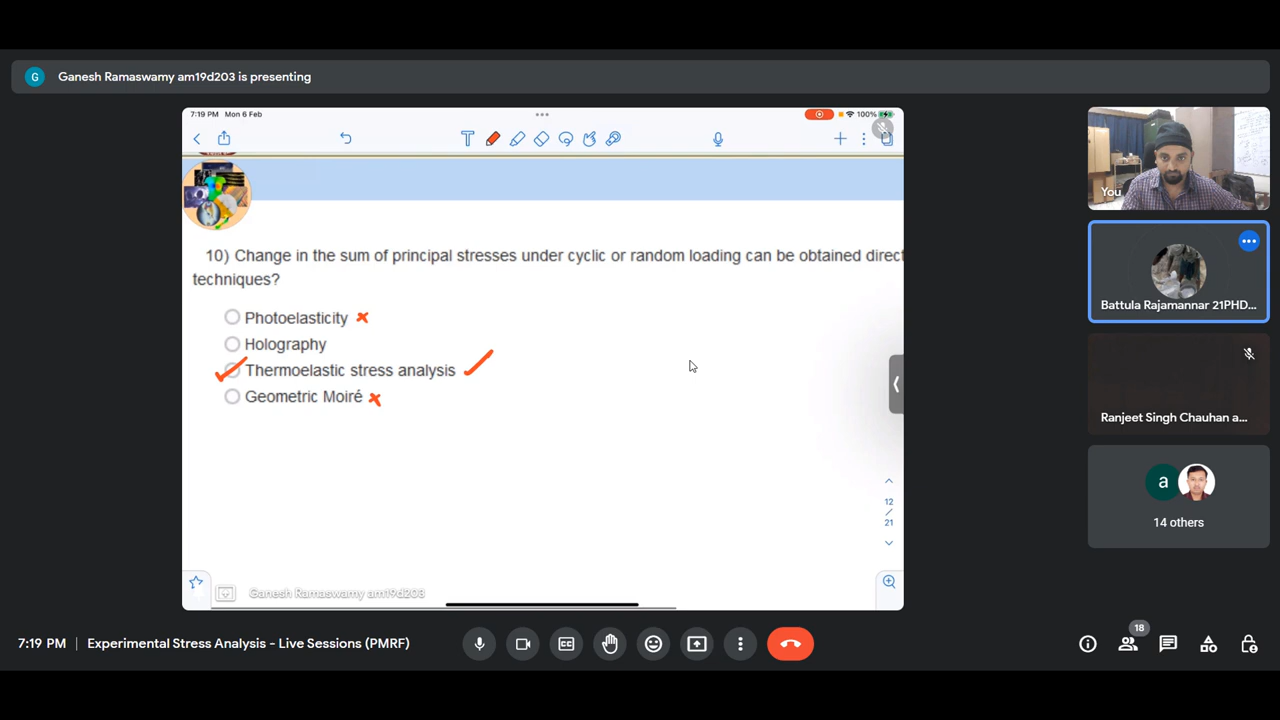 Ganesh Ramaswamy am19d203 is presenting
G
7:19 PM Mon 6 Feb
100%
T
10) Change in the sum of principal stresses under cyclic or random loading can be obtained direct
techniques?
Photoelasticity
Holography
Thermoelastic stress analysis
Geometric Moiré
12
/
21
Ganesh Ramaswamy am19d203
You
Battula Rajamannar 21PHD...
Ranjeet Singh Chauhan a...
a
14 others
7:19 PM | Experimental Stress Analysis - Live Sessions (PMRF)
18